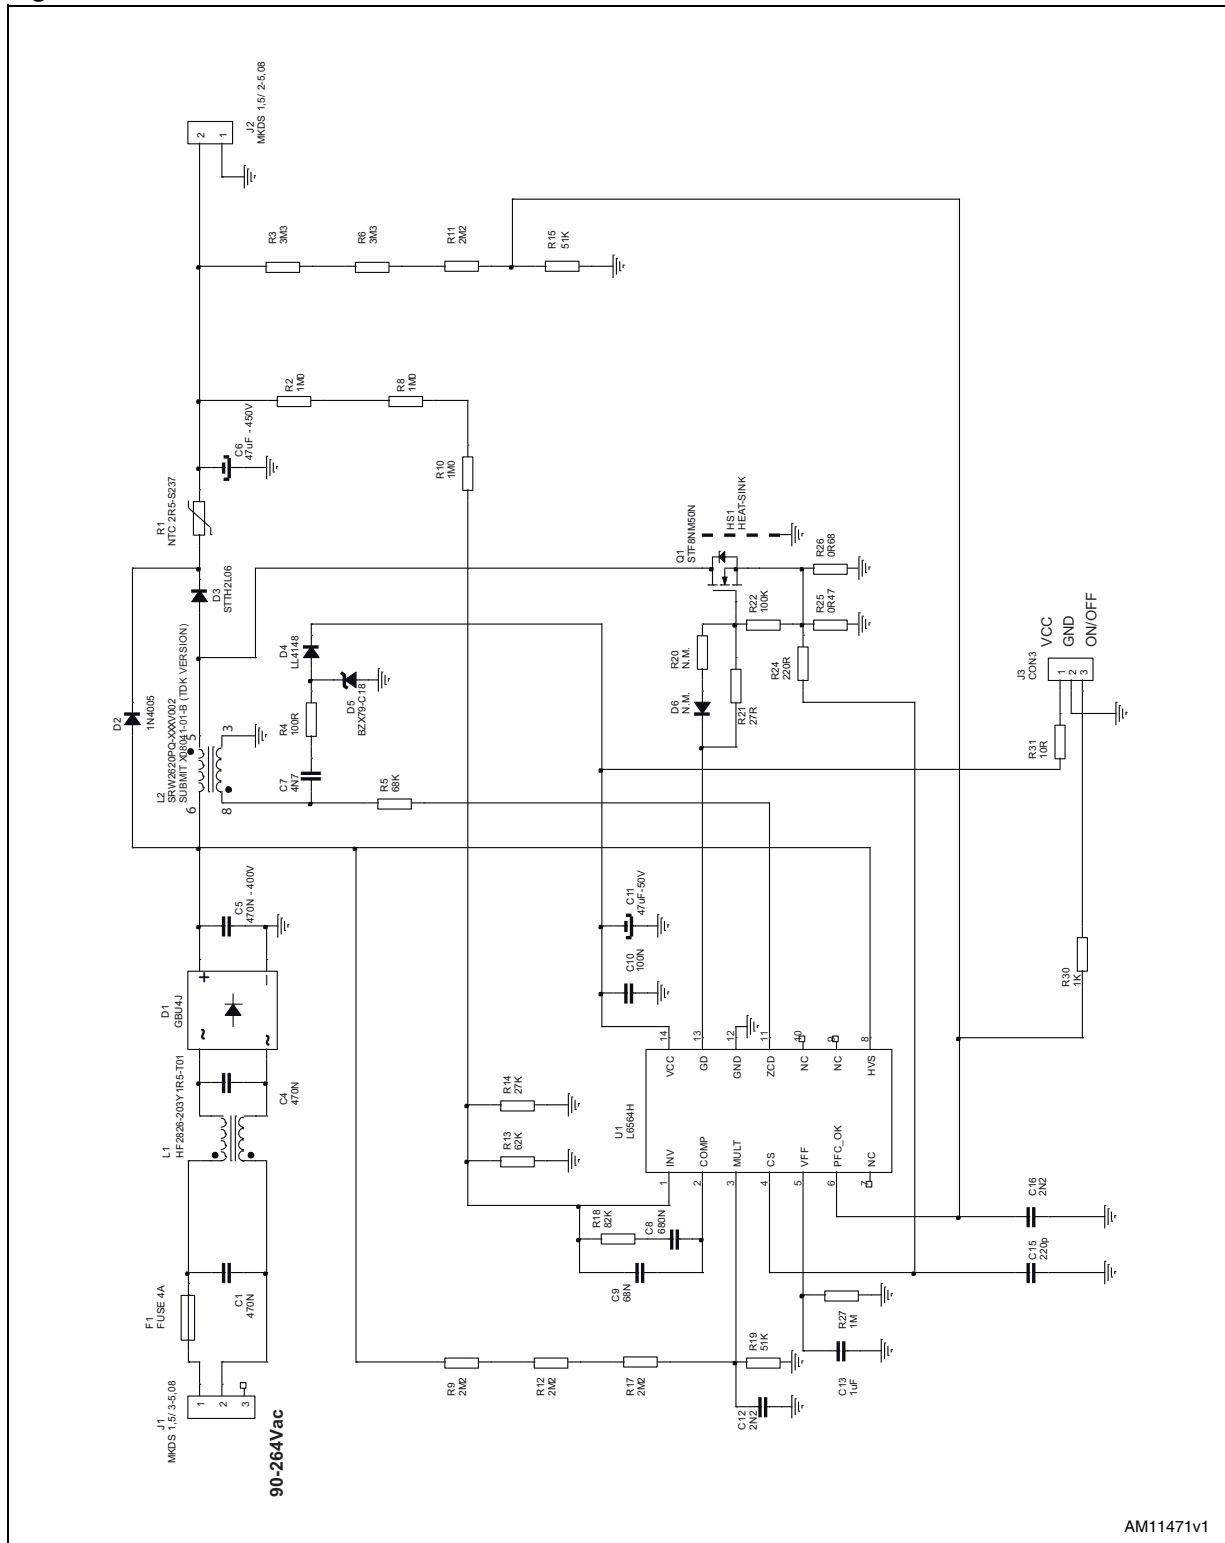 J2
MKDS 1,5/ 2-5,08
2
1
R3
3M3
R6
3M3
R11
2M2
R15
51K
R2
1M0
R8
1M0
R10
1M0
C6
47uF - 450V
R1
NTC 2R5-S237
D3
STTH2L06
D2
1N4005
L2
SRW2620PQ-XXXV002
SUBMIT XD8041-01-B (TDK VERSION)
5
3
6
8
D4
LL4148
D5
BZX79-C18
R4
100R
C7
4N7
R5
68K
Q1
STF8NM50N
HS1
HEAT-SINK
R26
0R68
R25
0R47
R22
100K
R24
220R
R20
N.M.
D6
N.M.
R21
27R
J3
CON3
VCC
GND
ON/OFF
1
2
3
R31
10R
R30
1K
C5
470N - 400V
D1
GBU4J
~
~
+
–
C4
470N
L1
HF2826-203Y1R5-T01
C11
47uF-50V
C10
100N
R14
27K
R13
62K
U1
L6564H
VCC
14
GD
13
GND
12
ZCD
11
NC
10
NC
9
HVS
8
INV
1
COMP
2
MULT
3
CS
4
VFF
5
PFC_OK
6
NC
7
R18
82K
C8
680N
C9
68N
C16
2N2
C15
220p
R27
1M
C13
1uF
R19
51K
C12
2N2
R9
2M2
R12
2M2
R17
2M2
C1
470N
F1
FUSE 4A
J1
MKDS 1,5/ 3-5,08
1
2
3
90-264Vac
AM11471v1